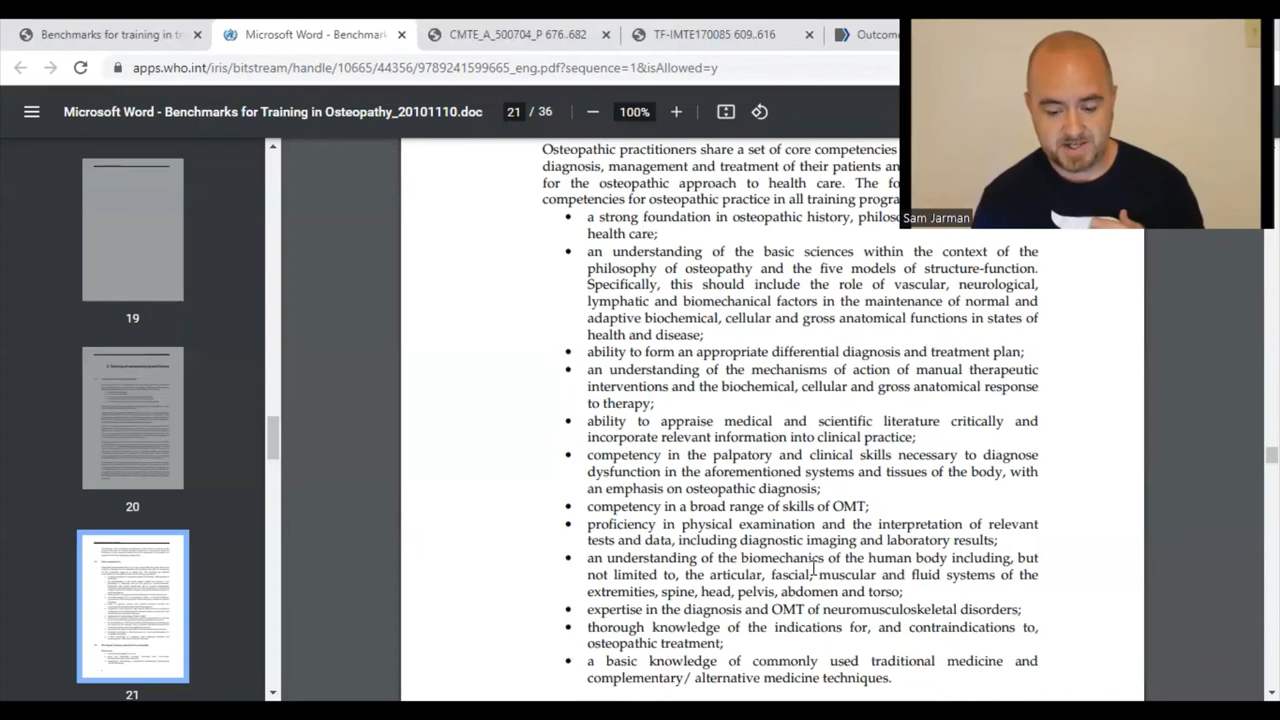 Benchmarks for training in t
Microsoft Word - Benchmar
CMTE_A_500704_P 676..682
TF-IMTE170085 609..616
Outcom
apps.who.int/iris/bitstream/handle/10665/44356/9789241599665_eng.pdf?sequence=1&isAllowed=y
Microsoft Word - Benchmarks for Training in Osteopathy_20101110.doc
21 / 36
100%
19
20
21
Sam Jarman
Osteopathic practitioners share a set of core competencies
diagnosis, management and treatment of their patients an
for the osteopathic approach to health care. The fo
competencies for osteopathic practice in all training progra
• a strong foundation in osteopathic history, philos
health care;
• an understanding of the basic sciences within the context of the
philosophy of osteopathy and the five models of structure-function.
Specifically, this should include the role of vascular, neurological,
lymphatic and biomechanical factors in the maintenance of normal and
adaptive biochemical, cellular and gross anatomical functions in states of
health and disease;
• ability to form an appropriate differential diagnosis and treatment plan;
• an understanding of the mechanisms of action of manual therapeutic
interventions and the biochemical, cellular and gross anatomical response
to therapy;
• ability to appraise medical and scientific literature critically and
incorporate relevant information into clinical practice;
• competency in the palpatory and clinical skills necessary to diagnose
dysfunction in the aforementioned systems and tissues of the body, with
an emphasis on osteopathic diagnosis;
• competency in a broad range of skills of OMT;
• proficiency in physical examination and the interpretation of relevant
tests and data, including diagnostic imaging and laboratory results;
• an understanding of the biomechanics of the human body including, but
not limited to, the articular, fascial, muscular and fluid systems of the
extremities, spine, head, pelvis, abdomen and torso;
• expertise in the diagnosis and OMT of neuromusculoskeletal disorders;
• thorough knowledge of the indications for, and contraindications to,
osteopathic treatment;
• a basic knowledge of commonly used traditional medicine and
complementary/ alternative medicine techniques.